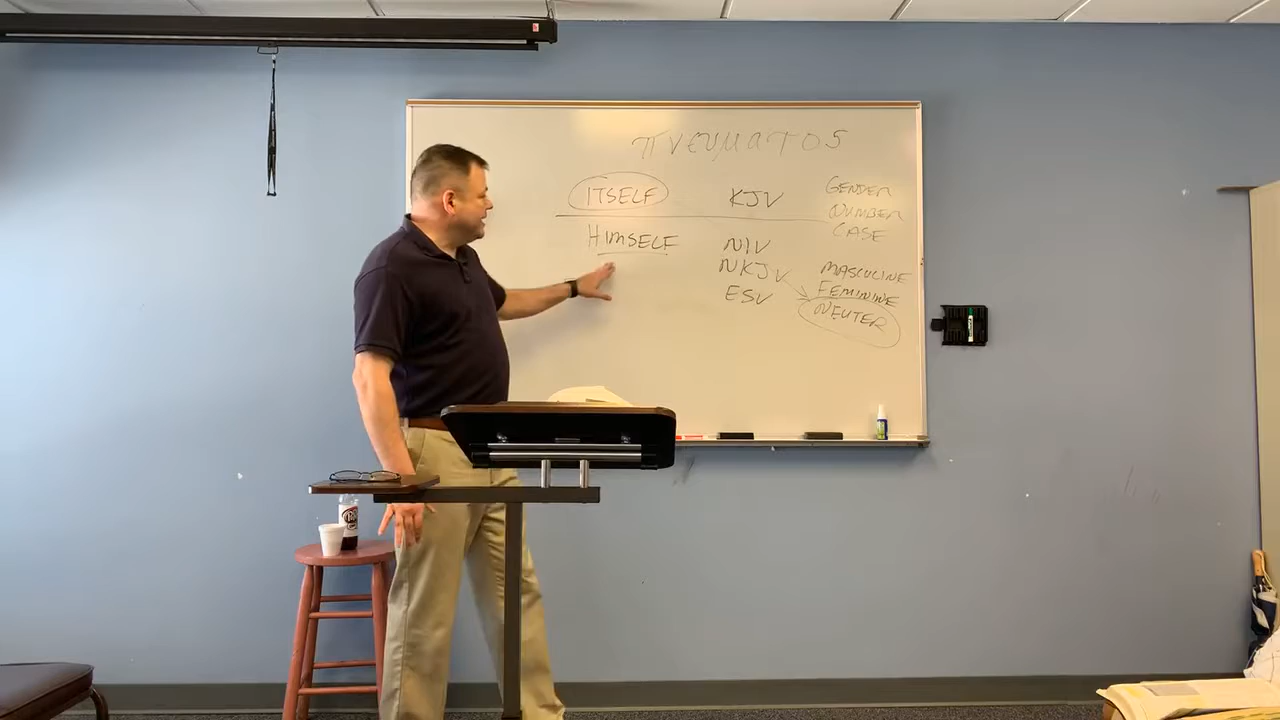 πνευματος
ITSELF KJV
HIMSELF NIV
NKJV
ESV
GENDER
NUMBER
CASE
MASCULINE
FEMININE
NEUTER